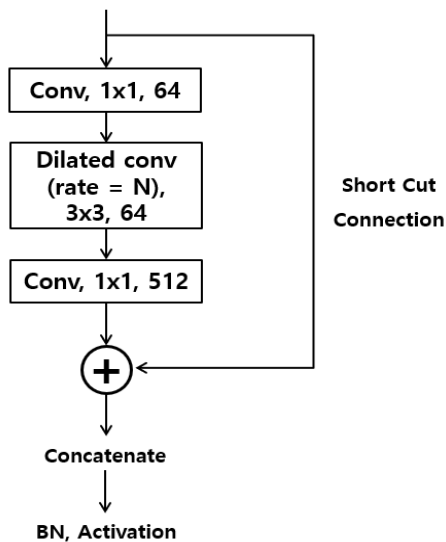 Conv, 1x1, 64
Dilated conv
(rate = N),
3x3, 64
Short Cut
Connection
Conv, 1x1, 512
+
Concatenate
BN, Activation